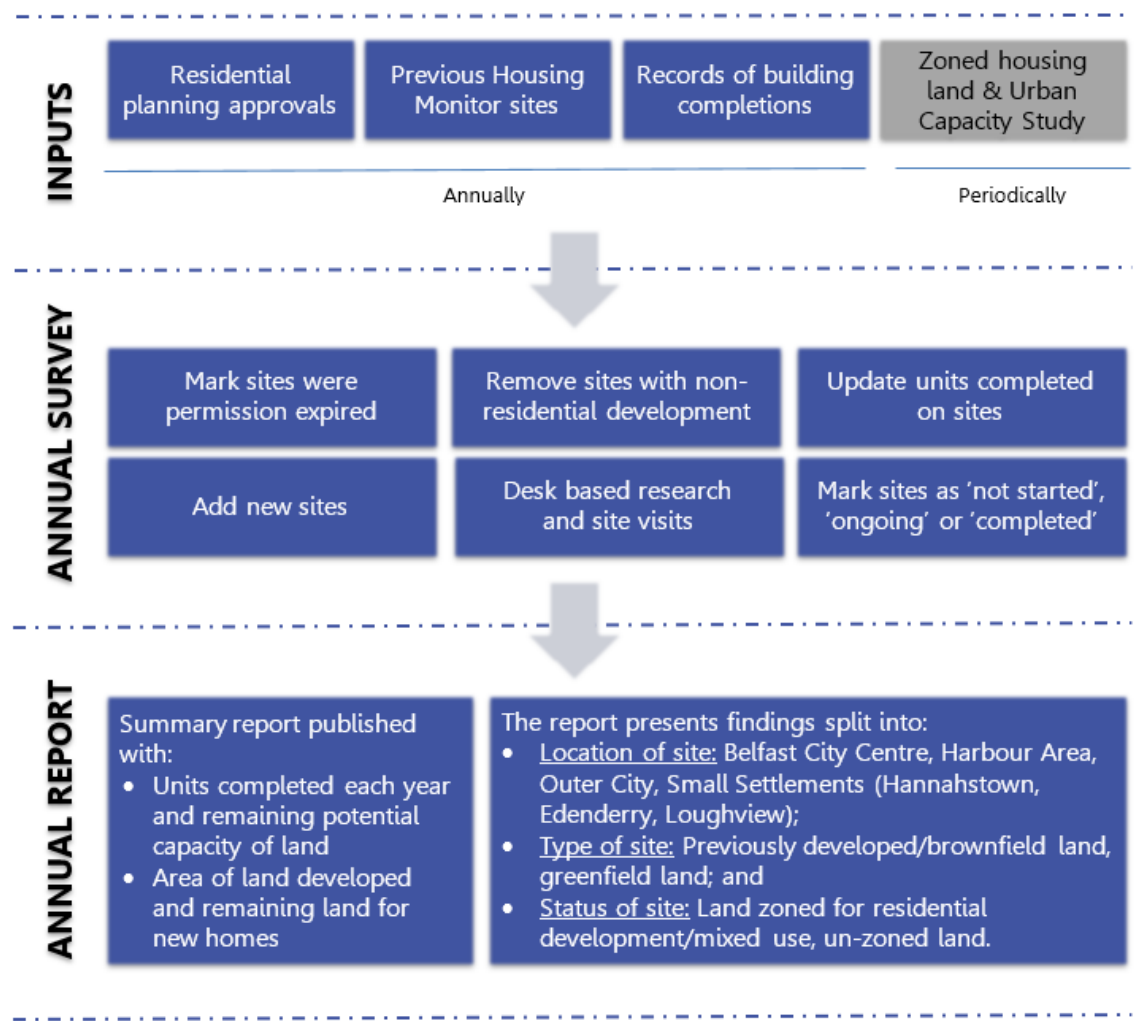 INPUTS
Residential
planning approvals
Previous Housing
Monitor sites
Records of building
completions
Zoned housing
land & Urban
Capacity Study
Annually
Periodically
ANNUAL SURVEY
Mark sites were
permission expired
Remove sites with non-
residential development
Update units completed
on sites
Add new sites
Desk based research
and site visits
Mark sites as ‘not started’,
‘ongoing’ or ‘completed’
ANNUAL REPORT
Summary report published
with:
• Units completed each year
and remaining potential
capacity of land
• Area of land developed
and remaining land for
new homes
The report presents findings split into:
• Location of site: Belfast City Centre, Harbour Area,
Outer City, Small Settlements (Hannahstown,
Edenderry, Loughview);
• Type of site: Previously developed/brownfield land,
greenfield land; and
• Status of site: Land zoned for residential
development/mixed use, un-zoned land.